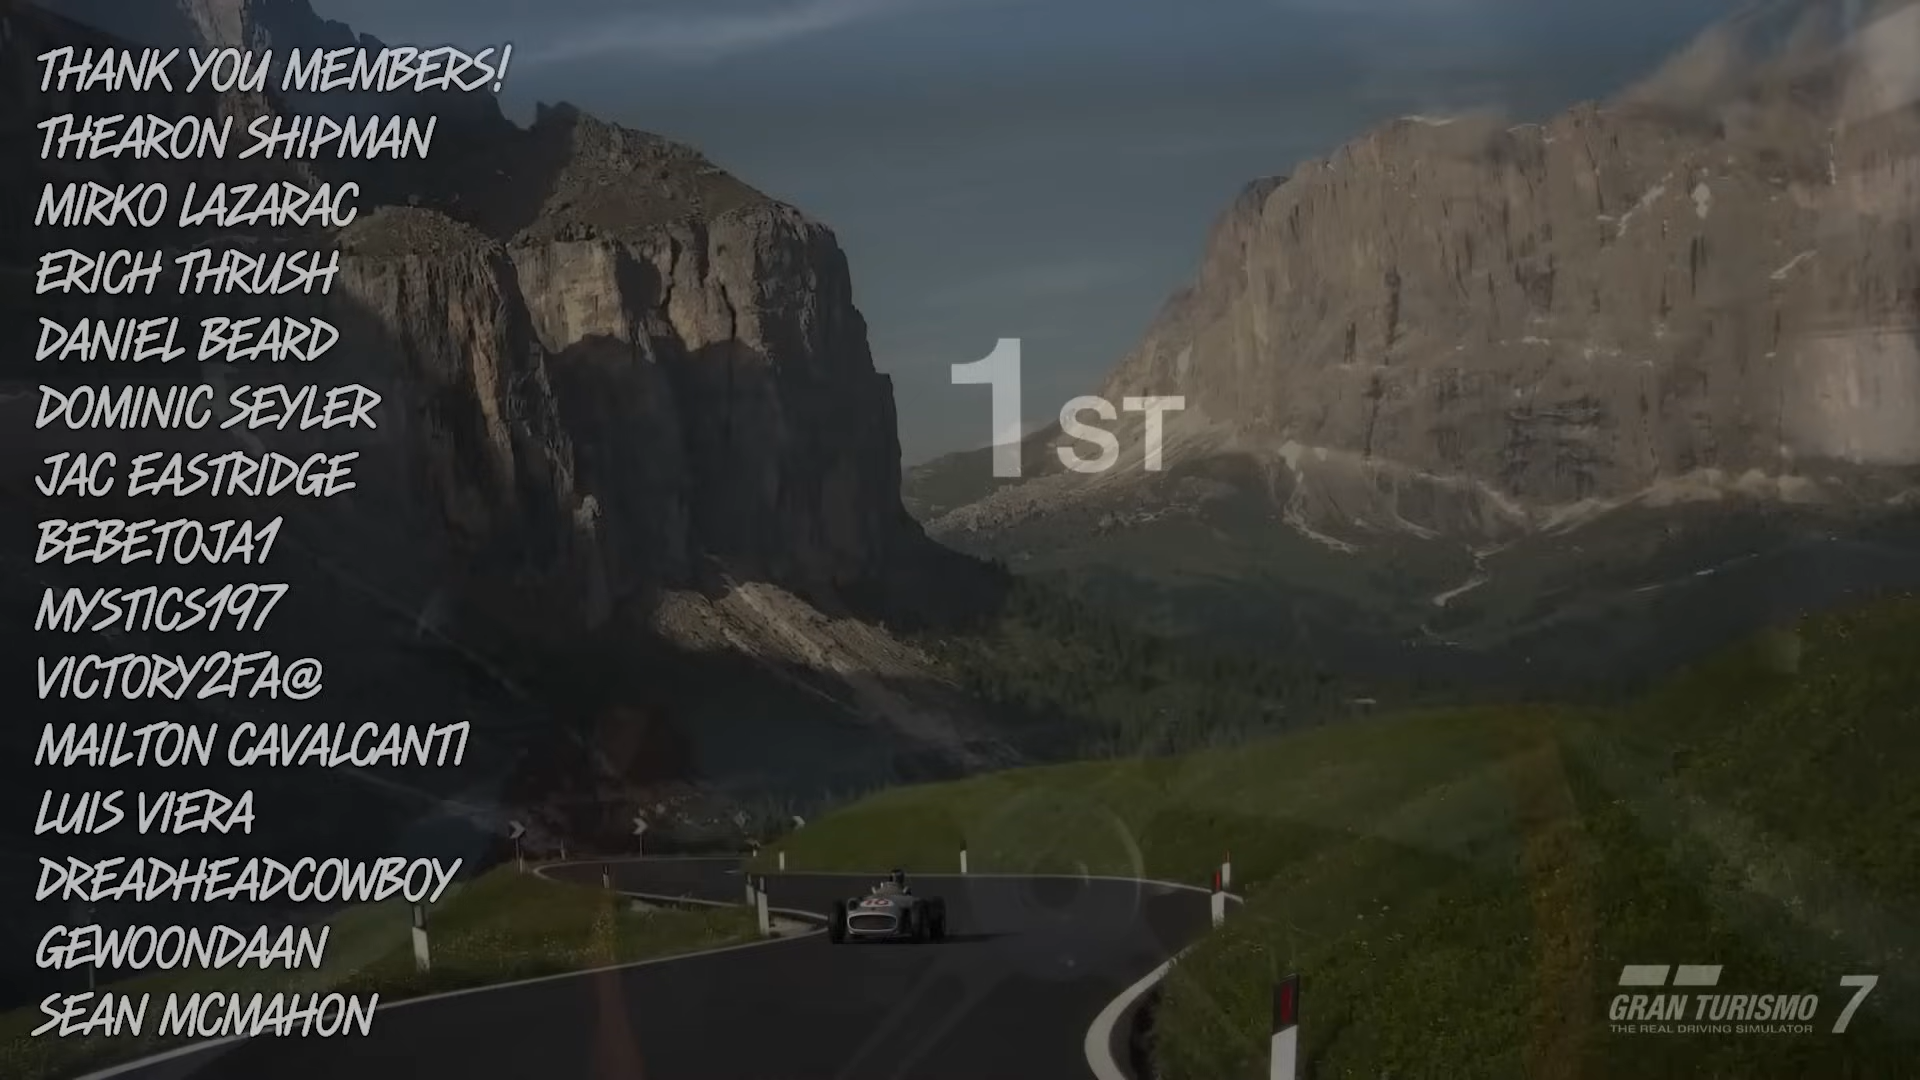 THANK YOU MEMBERS!
THEARON SHIPMAN
MIRKO LAZARAC
ERICH THRUSH
DANIEL BEARD
DOMINIC SEYLER
JAC EASTRIDGE
BEBETOJA1
MYSTICS197
VICTORY2FA@
MAILTON CAVALCANTI
LUIS VIERA
DREADHEADCOWBOY
GEWOONDAAN
SEAN MCMAHON
1ST
GRAN TURISMO 7
THE REAL DRIVING SIMULATOR